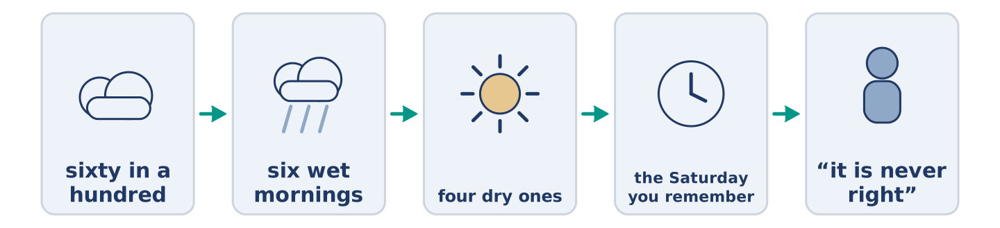 sixty in a
hundred
six wet
mornings
four dry ones
the Saturday
you remember
“it is never
right”